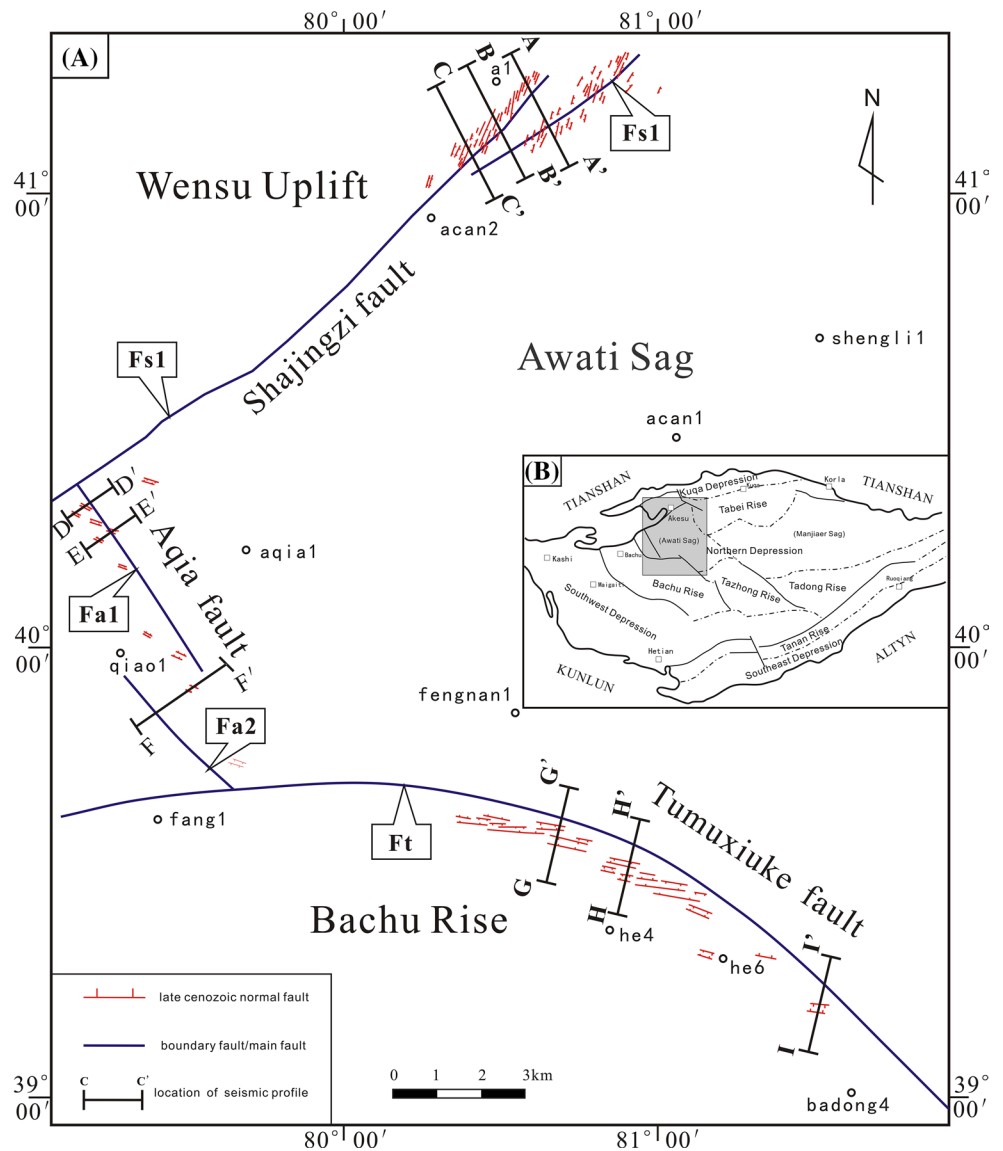 80° 00′
81° 00′
(A)
A
B
C
a1
N
Fs1
41°
00′
41°
00′
A’
B’
C’
Wensu Uplift
acan2
Shajingzi fault
shengli1
Fs1
Awati Sag
acan1
(B)
TIANSHAN
TIANSHAN
Kuqa Depression
Korla
Tabei Rise
Akesu
(Awati Sag)
(Manjiaer Sag)
Northern Depression
Kashi
Bachu
Maigaiti
Bachu Rise
Tazhong Rise
Tadong Rise
Ruoqiang
Southwest Depression
Tanan Rise
Hetian
Southeast Depression
ALTYN
KUNLUN
D
D′
E
E′
Aqia fault
aqia1
Fa1
40°
00′
40°
00′
qiao1
F
F′
fengnan1
Fa2
fang1
Ft
G’
H’
Tumuxiuke fault
G
H
Bachu Rise
he4
he6
I’
I
late cenozoic normal fault
boundary fault/main fault
C
C’
location of seismic profile
0 1 2 3km
badong4
39°
00′
39°
00′
80° 00′
81° 00′